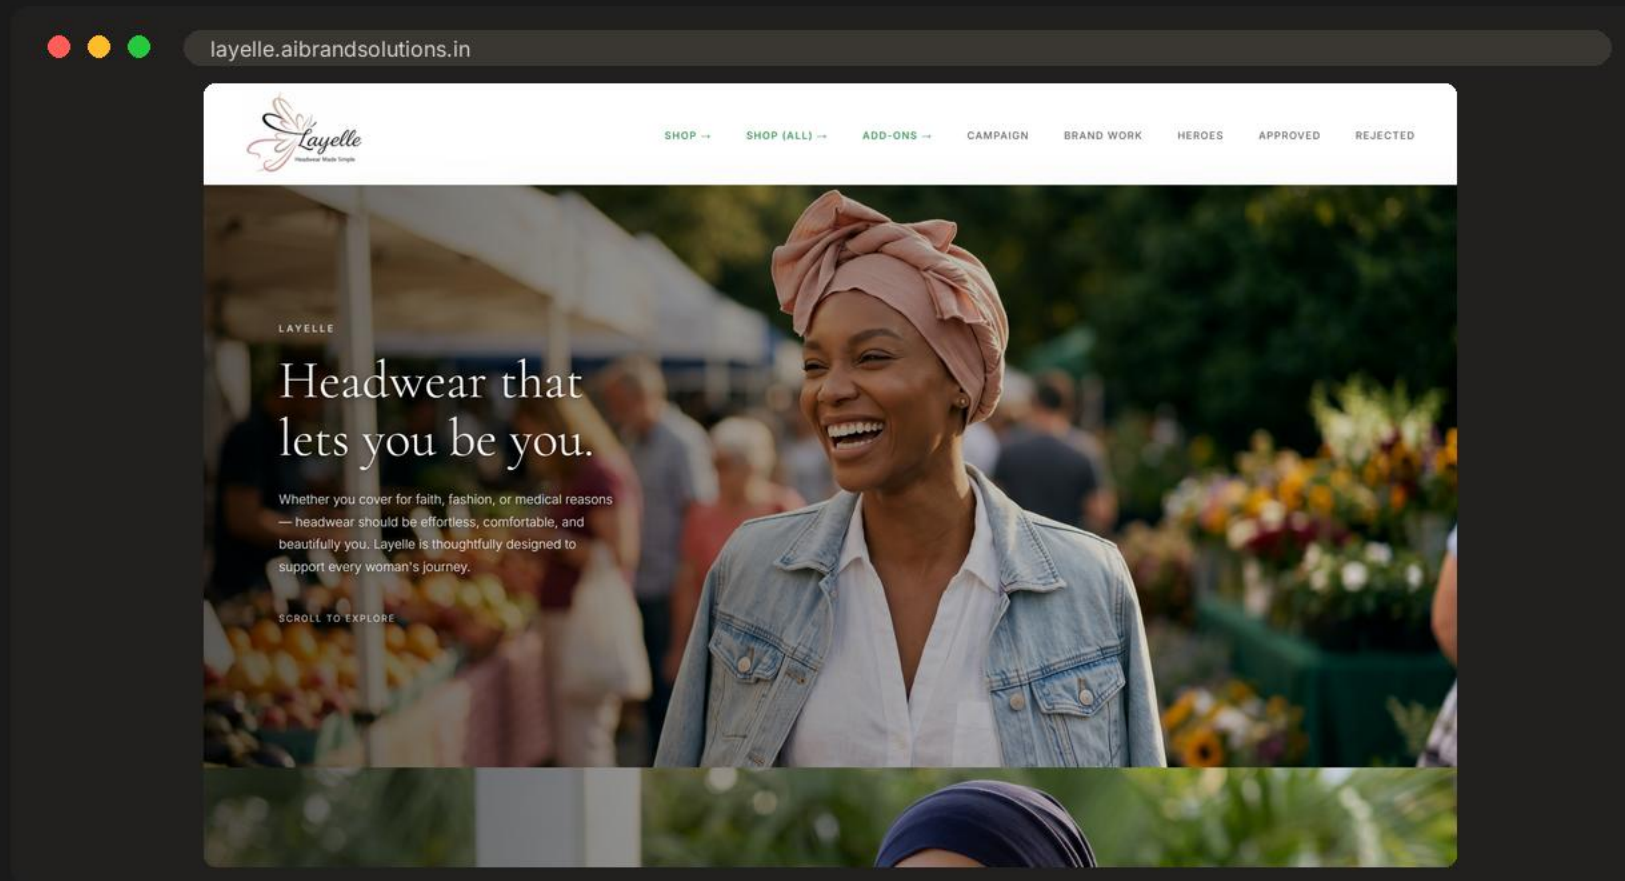 layelle.aibrandsolutions.in
Layelle
Headwear Made Simple
SHOP → SHOP (ALL) → ADD-ONS → CAMPAIGN BRAND WORK HEROES APPROVED REJECTED
LAYELLE
Headwear that
lets you be you.
Whether you cover for faith, fashion, or medical reasons
— headwear should be effortless, comfortable, and
beautifully you. Layelle is thoughtfully designed to
support every woman's journey.
SCROLL TO EXPLORE